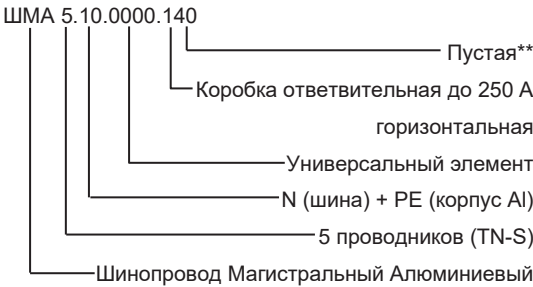 ШМА 5.10.0000.140
Пустая**
Коробка ответвительная до 250 А
горизонтальная
Универсальный элемент
N (шина) + PE (корпус Al)
5 проводников (TN-S)
Шинопровод Магистральный Алюминиевый